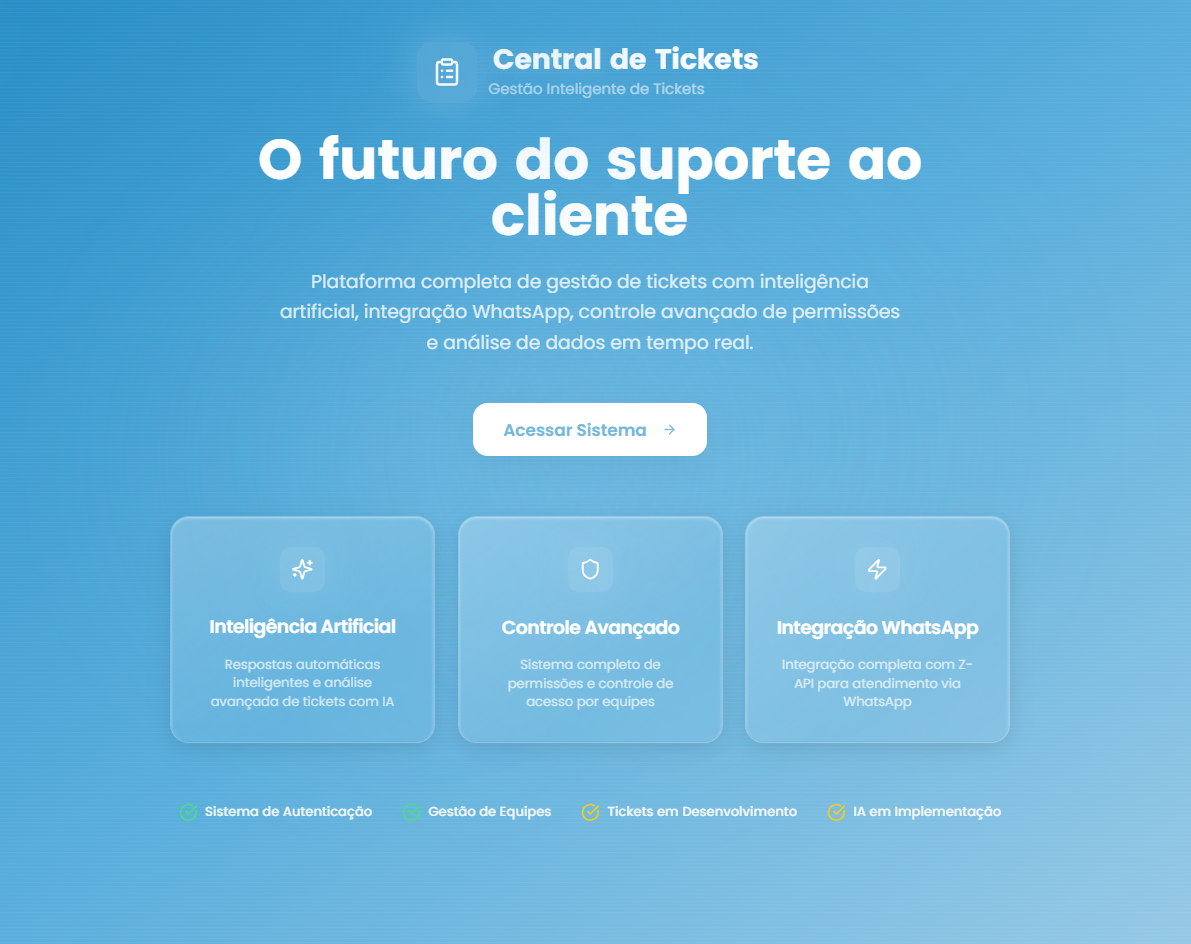 Central de Tickets
Gestão Inteligente de Tickets
O futuro do suporte ao
cliente
Plataforma completa de gestão de tickets com inteligência
artificial, integração WhatsApp, controle avançado de permissões
e análise de dados em tempo real.
Acessar Sistema
Inteligência Artificial
Respostas automáticas
inteligentes e análise
avançada de tickets com IA
Controle Avançado
Sistema completo de
permissões e controle de
acesso por equipes
Integração WhatsApp
Integração completa com Z-
API para atendimento via
WhatsApp
Sistema de Autenticação
Gestão de Equipes
Tickets em Desenvolvimento
IA em Implementação